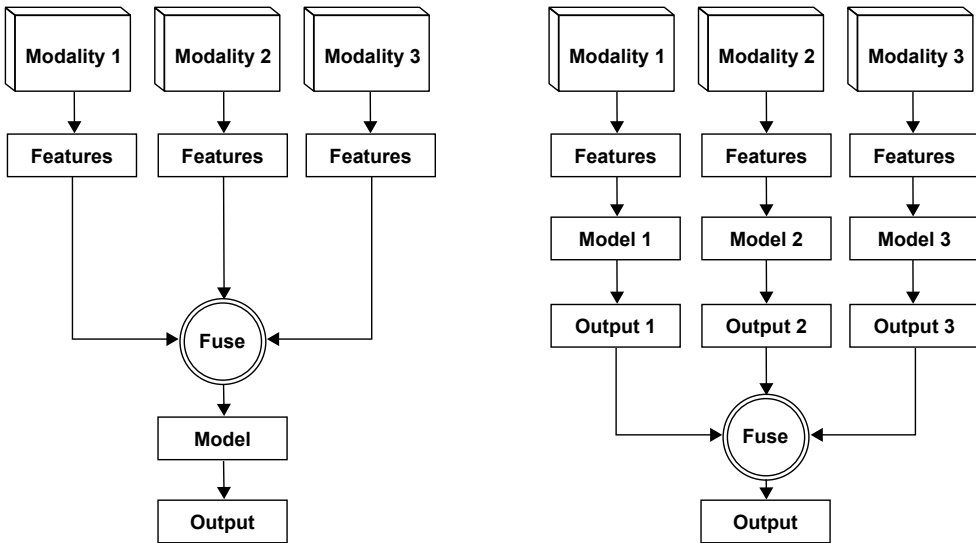 Modality 1 Modality 2 Modality 3
Features Features Features
Fuse
Model
Output
Modality 1 Modality 2 Modality 3
Features Features Features
Model 1 Model 2 Model 3
Output 1 Output 2 Output 3
Fuse
Output